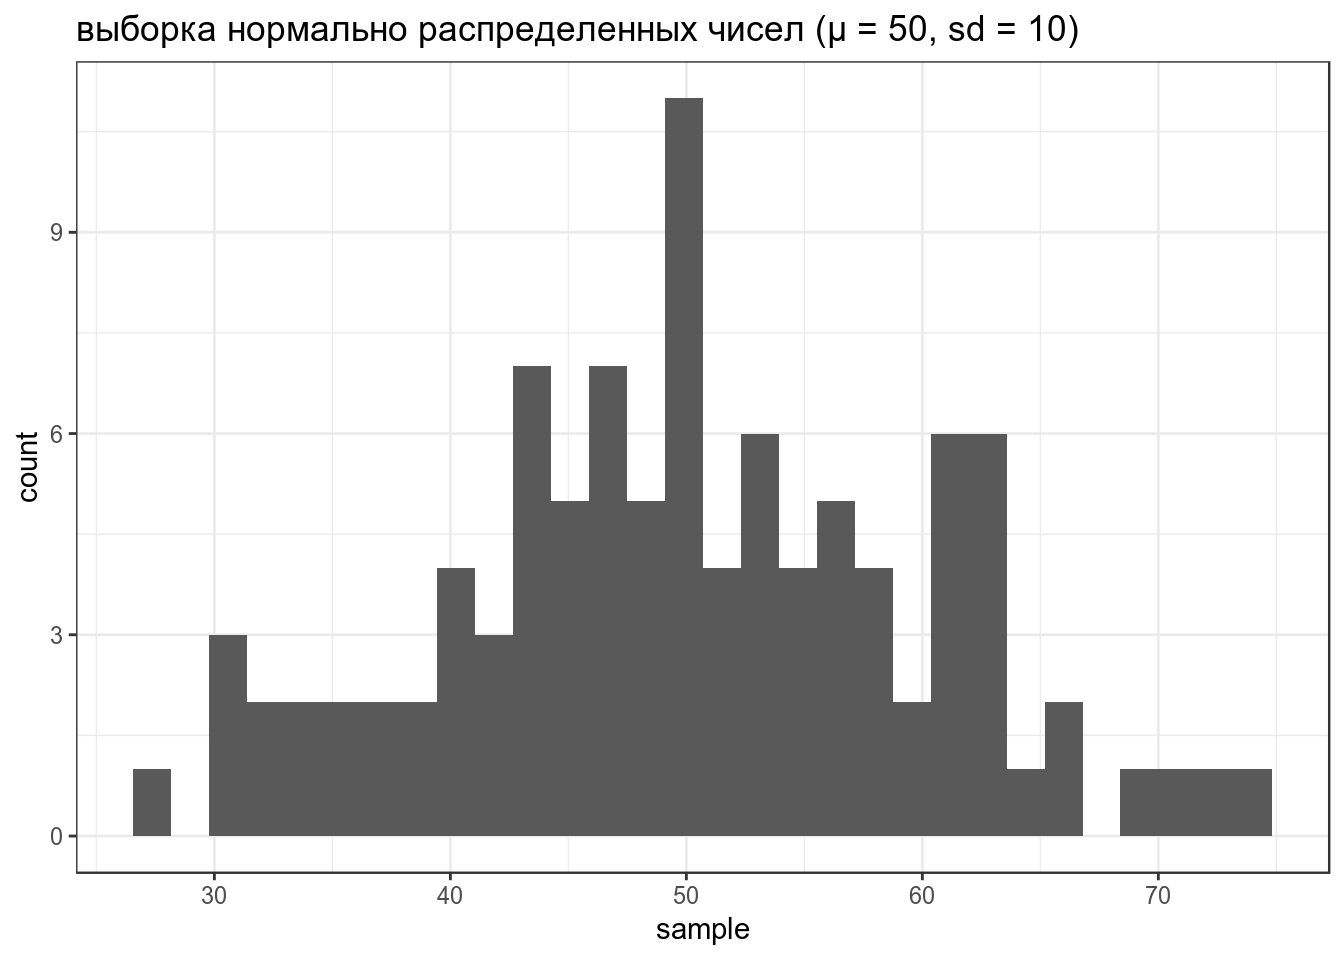 выборка нормально распределенных чисел (μ = 50, sd = 10)
9
6
3
0
count
30 40 50 60 70
sample